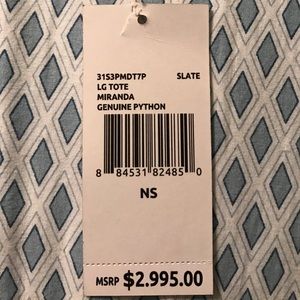 31S3PMDT7P SLATE
LG TOTE
MIRANDA
GENUINE PYTHON
8 84531 82485 0
NS
MSRP $2.995.00